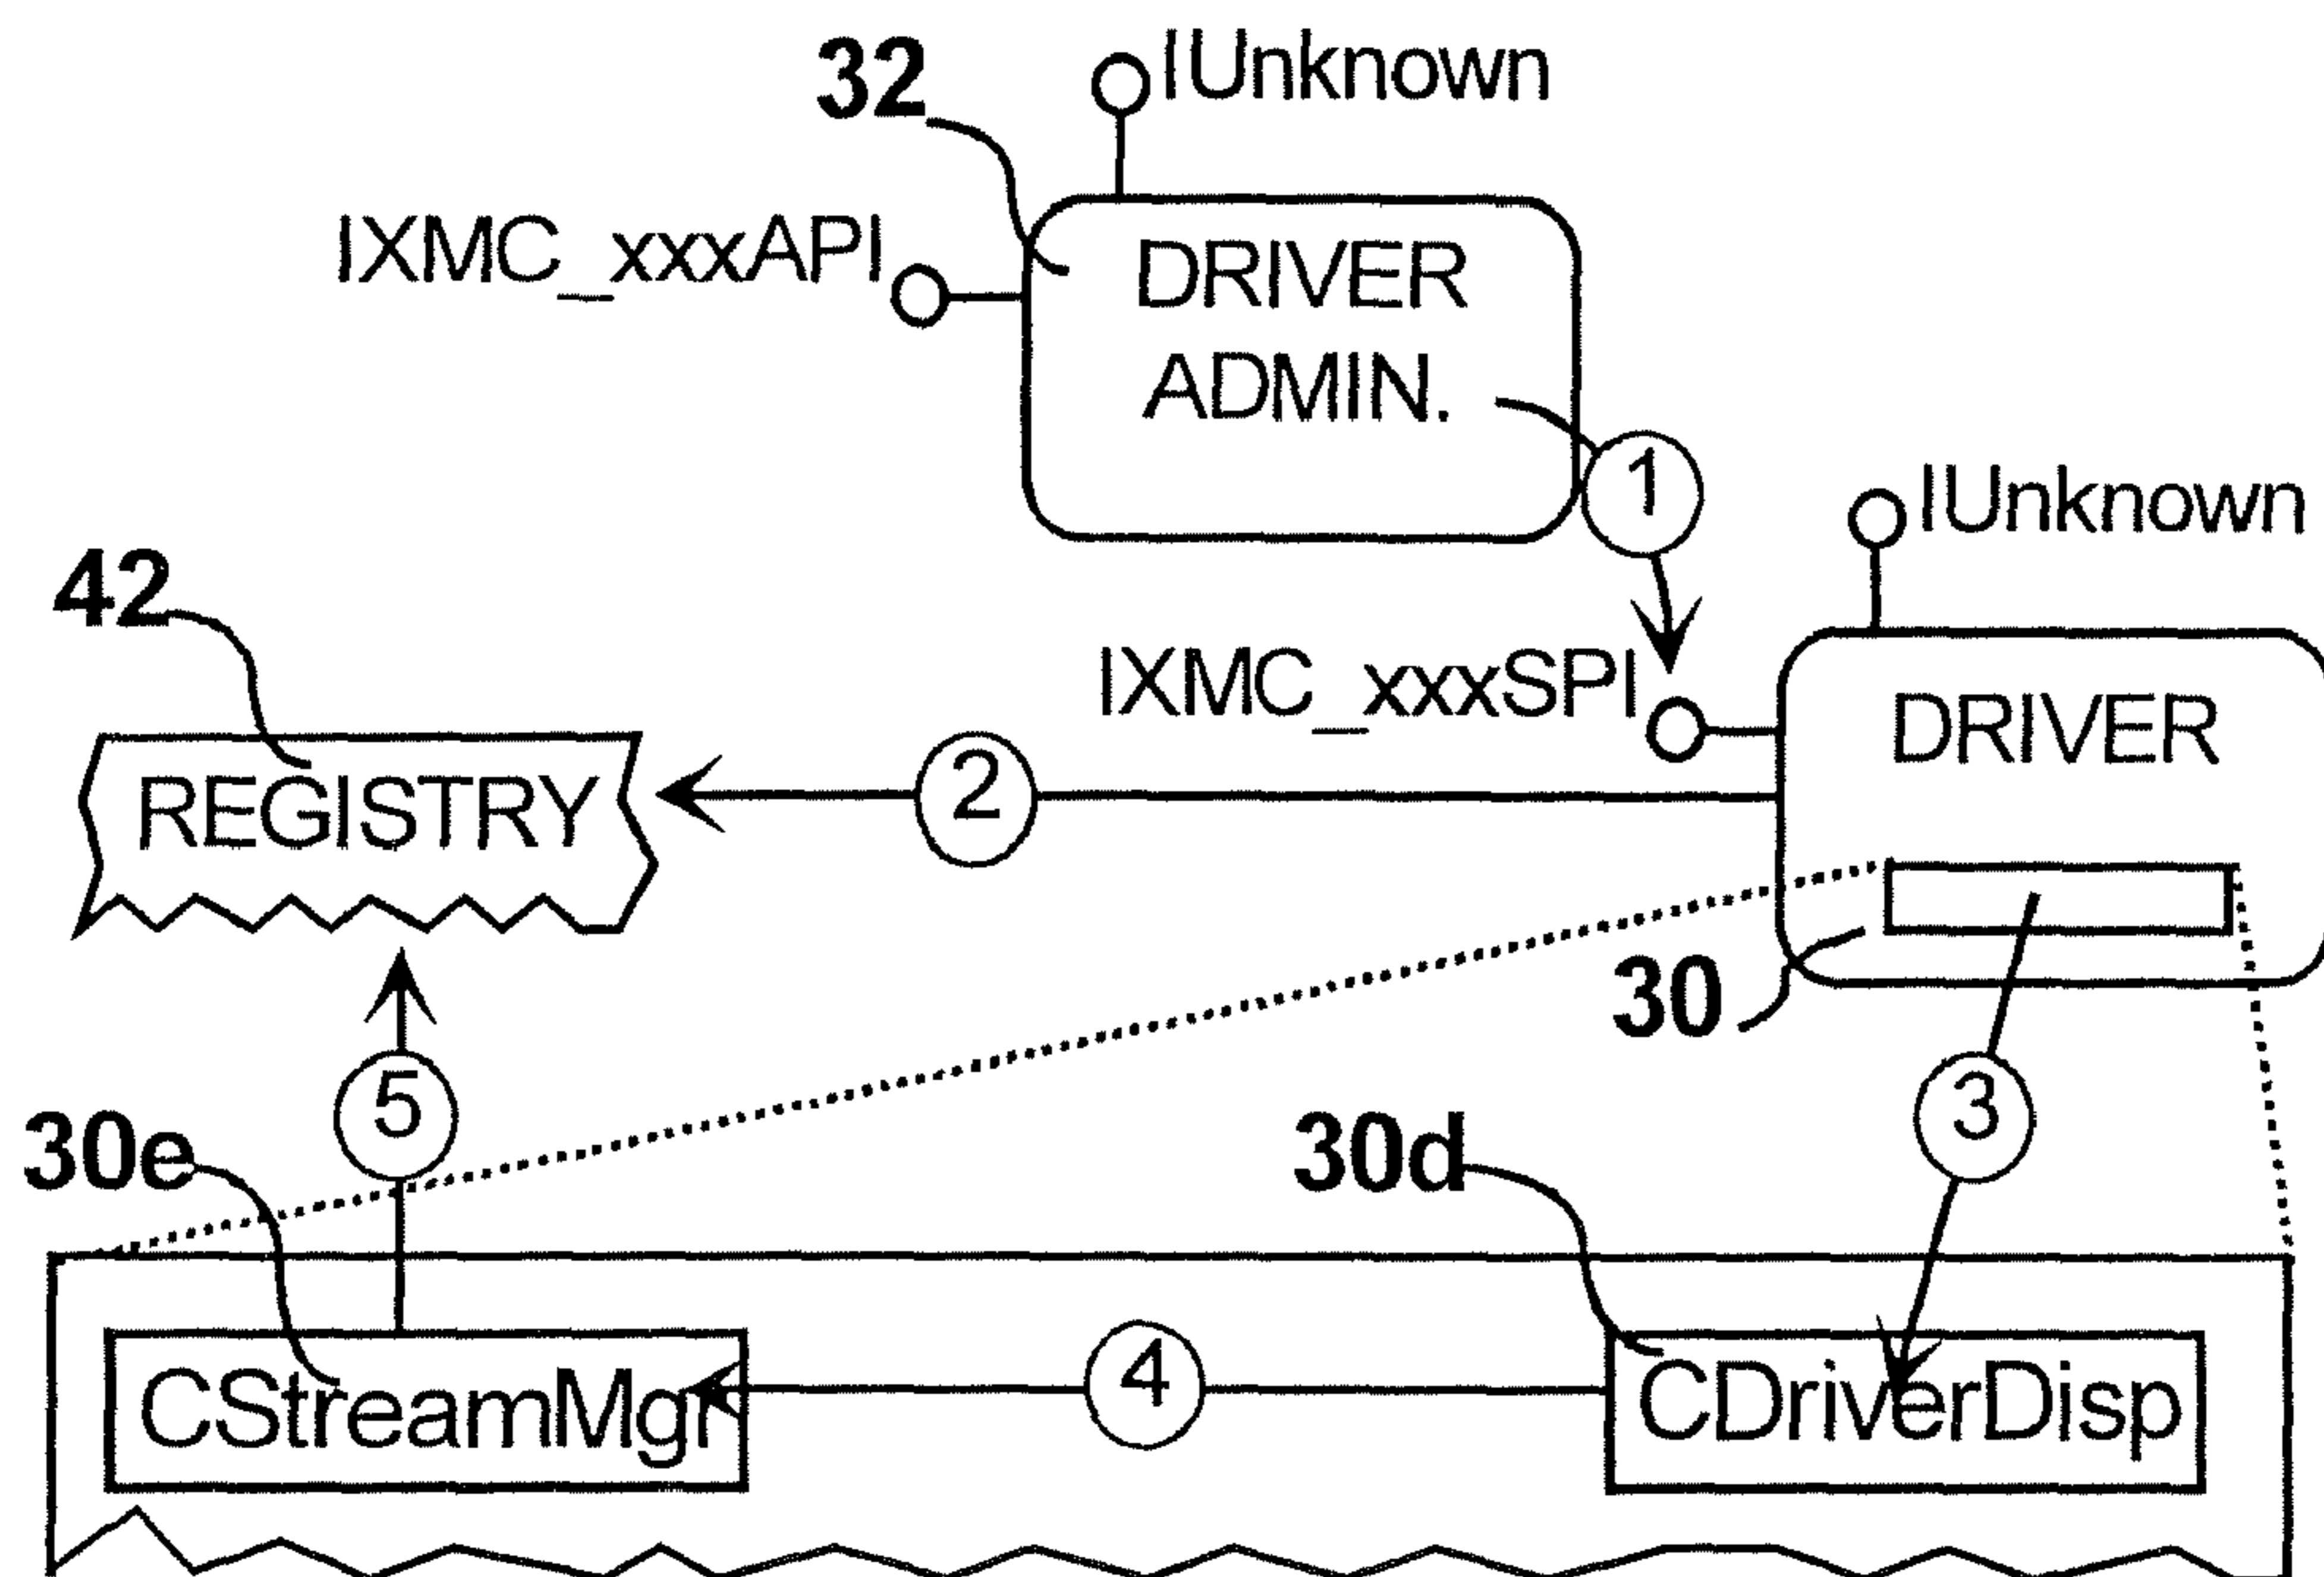 32
IUnknown
IXMC_xxxAPI
DRIVER
ADMIN.
1
IUnknown
42
IXMC_xxxSPI
DRIVER
2
REGISTRY
30
5
3
30e
30d
4
CStreamMgr
CDriverDisp